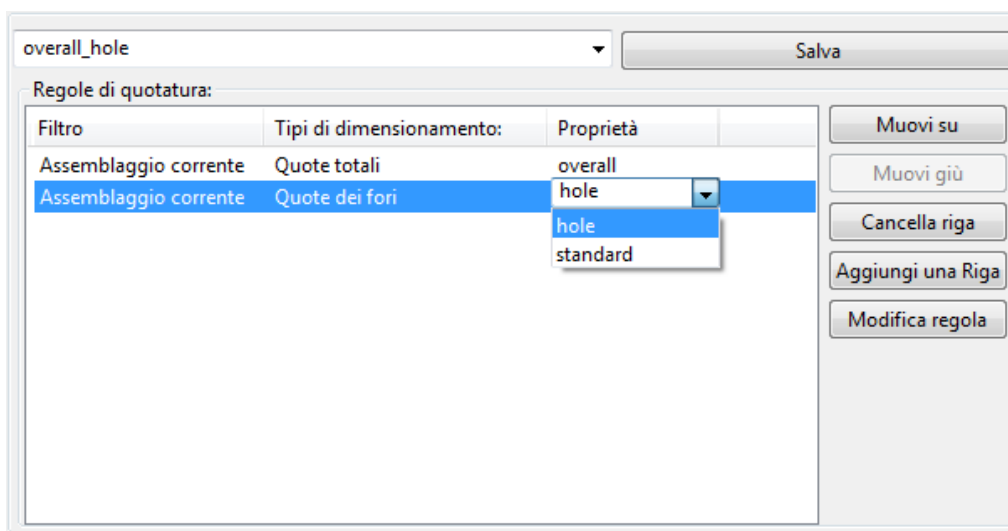 overall_hole
Salva
Regole di quotatura:
Filtro Tipi di dimensionamento: Proprietà
Assemblaggio corrente Quote totali overall
Assemblaggio corrente Quote dei fori hole
hole
standard
Muovi su
Muovi giù
Cancella riga
Aggiungi una Riga
Modifica regola